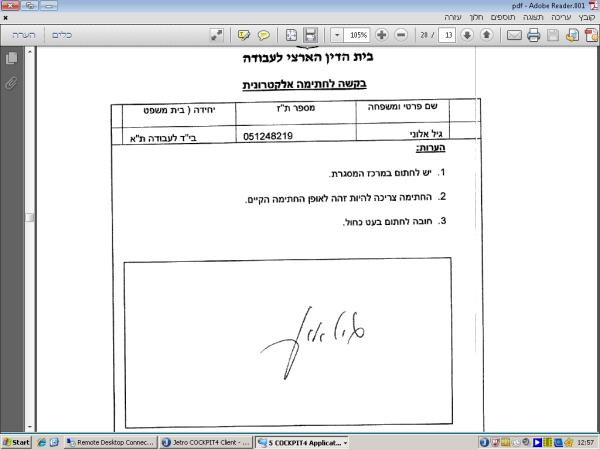 pdf - Adobe Reader.001
קובץ עריכה תצוגה תוספים חלון עזרה
הערה כלים 105% 20 / 13
בית הדין הארצי לעבודה
בקשה לחתימה אלקטרונית
שם פרטי ומשפחה מספר ת"ז יחידה ( בית משפט
גיל אלוני 051248219 בי"ד לעבודה ת"א
הערות:
1. יש לחתום במרכז המסגרת.
2. החתימה צריכה להיות זהה לאופן החתימה הקיים.
3. חובה לחתום בעט כחול.
Start Remote Desktop Connec... Jetro COCKPIT4 Client - ... 5 COCKPIT4 Applicat... 12:57